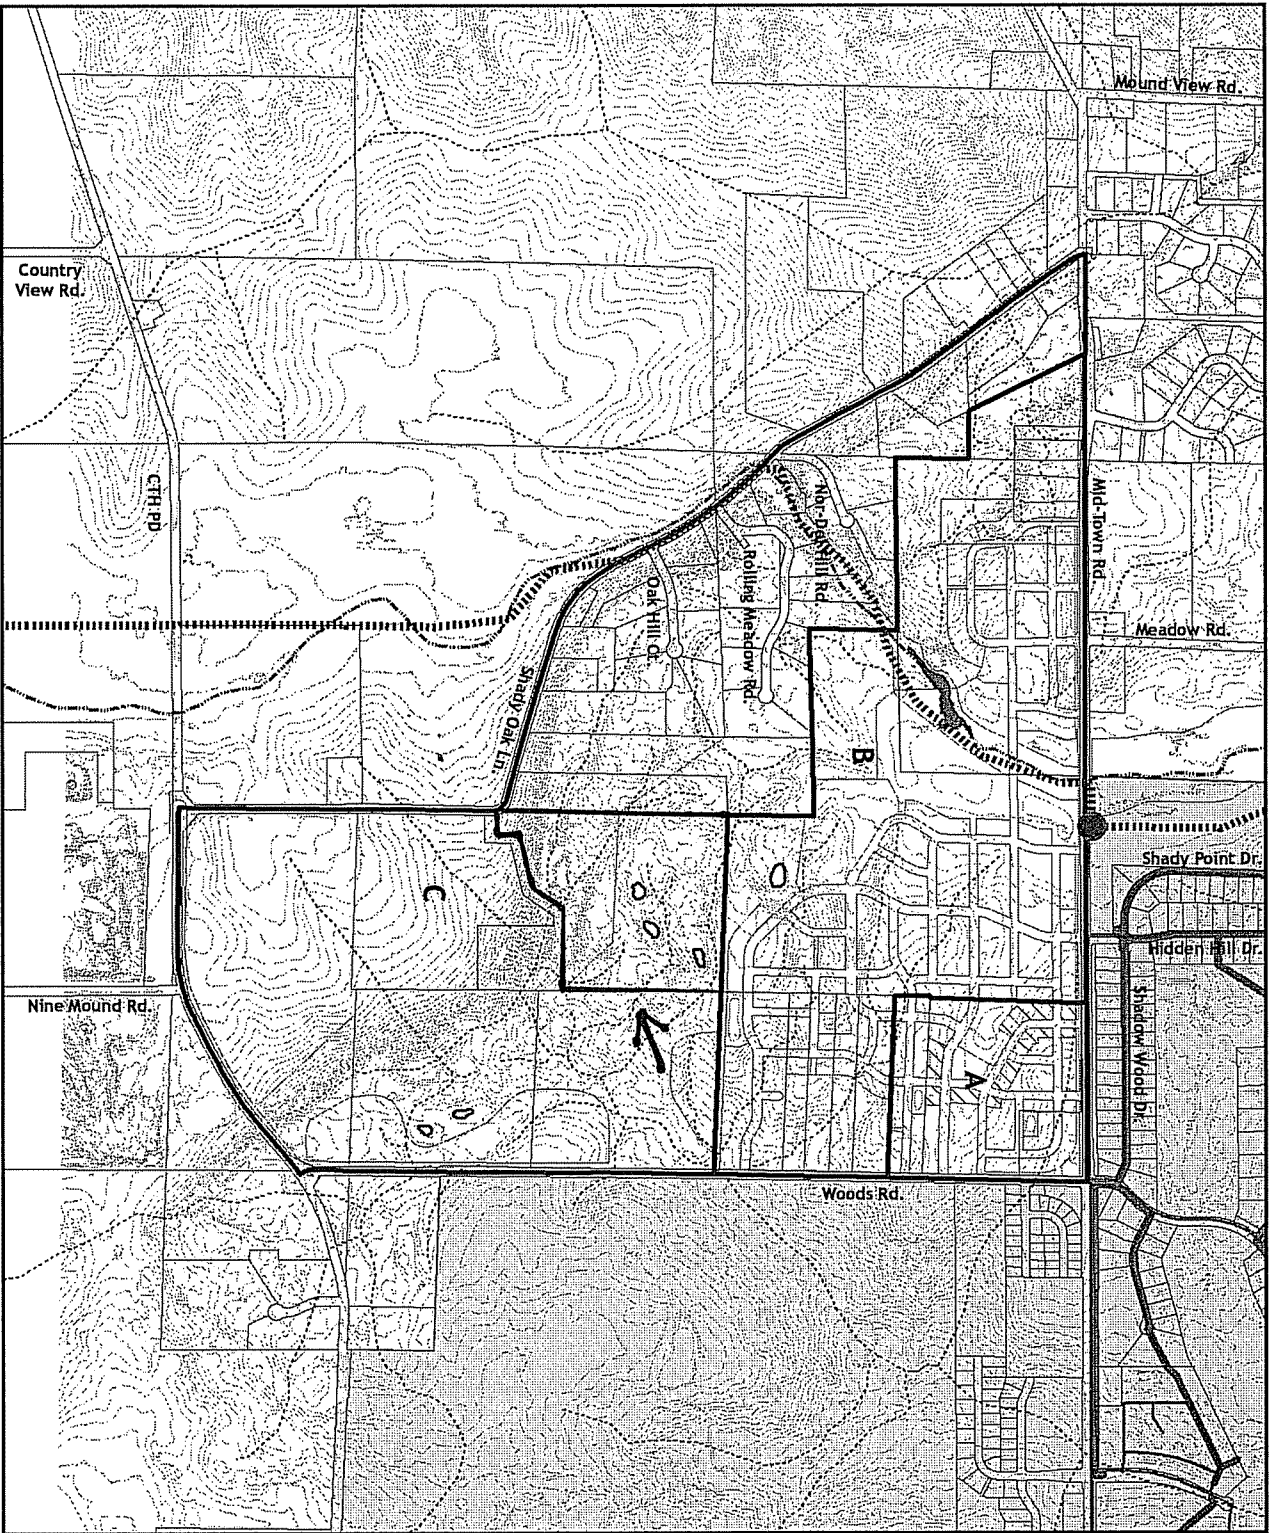 Mound View Rd.
Country
View Rd.
CTH PD
Mid-Town Rd.
Nor-Del Hill Rd.
Rolling Meadow Rd.
Oak Hill Ct.
Meadow Rd.
Shady Oak Ln.
B
Shady Point Dr.
C
Hidden Hill Dr.
Nine Mound Rd.
Shadow Wood Dr.
A
Woods Rd.